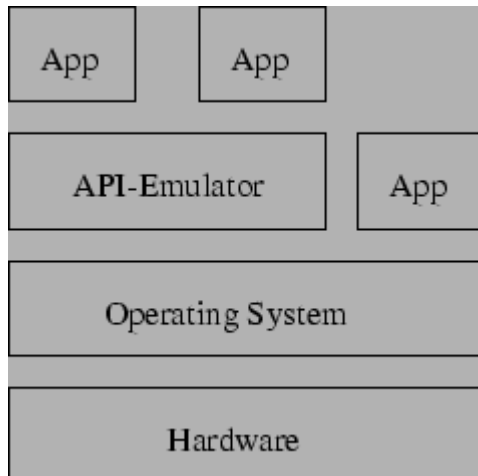 App
App
API-Emulator
App
Operating System
Hardware